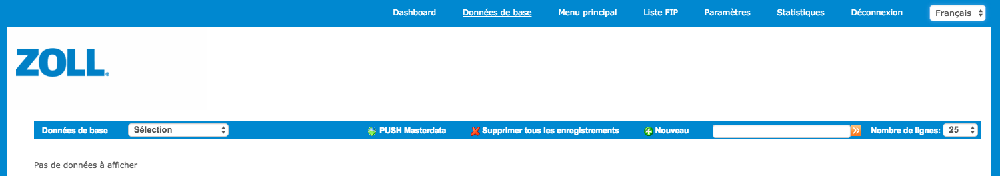 Dashboard Données de base Menu principal Liste FIP Paramètres Statistiques Déconnexion Français
ZOLL®
Données de base Sélection PUSH Masterdata Supprimer tous les enregistrements Nouveau Nombre de lignes: 25
Pas de données à afficher